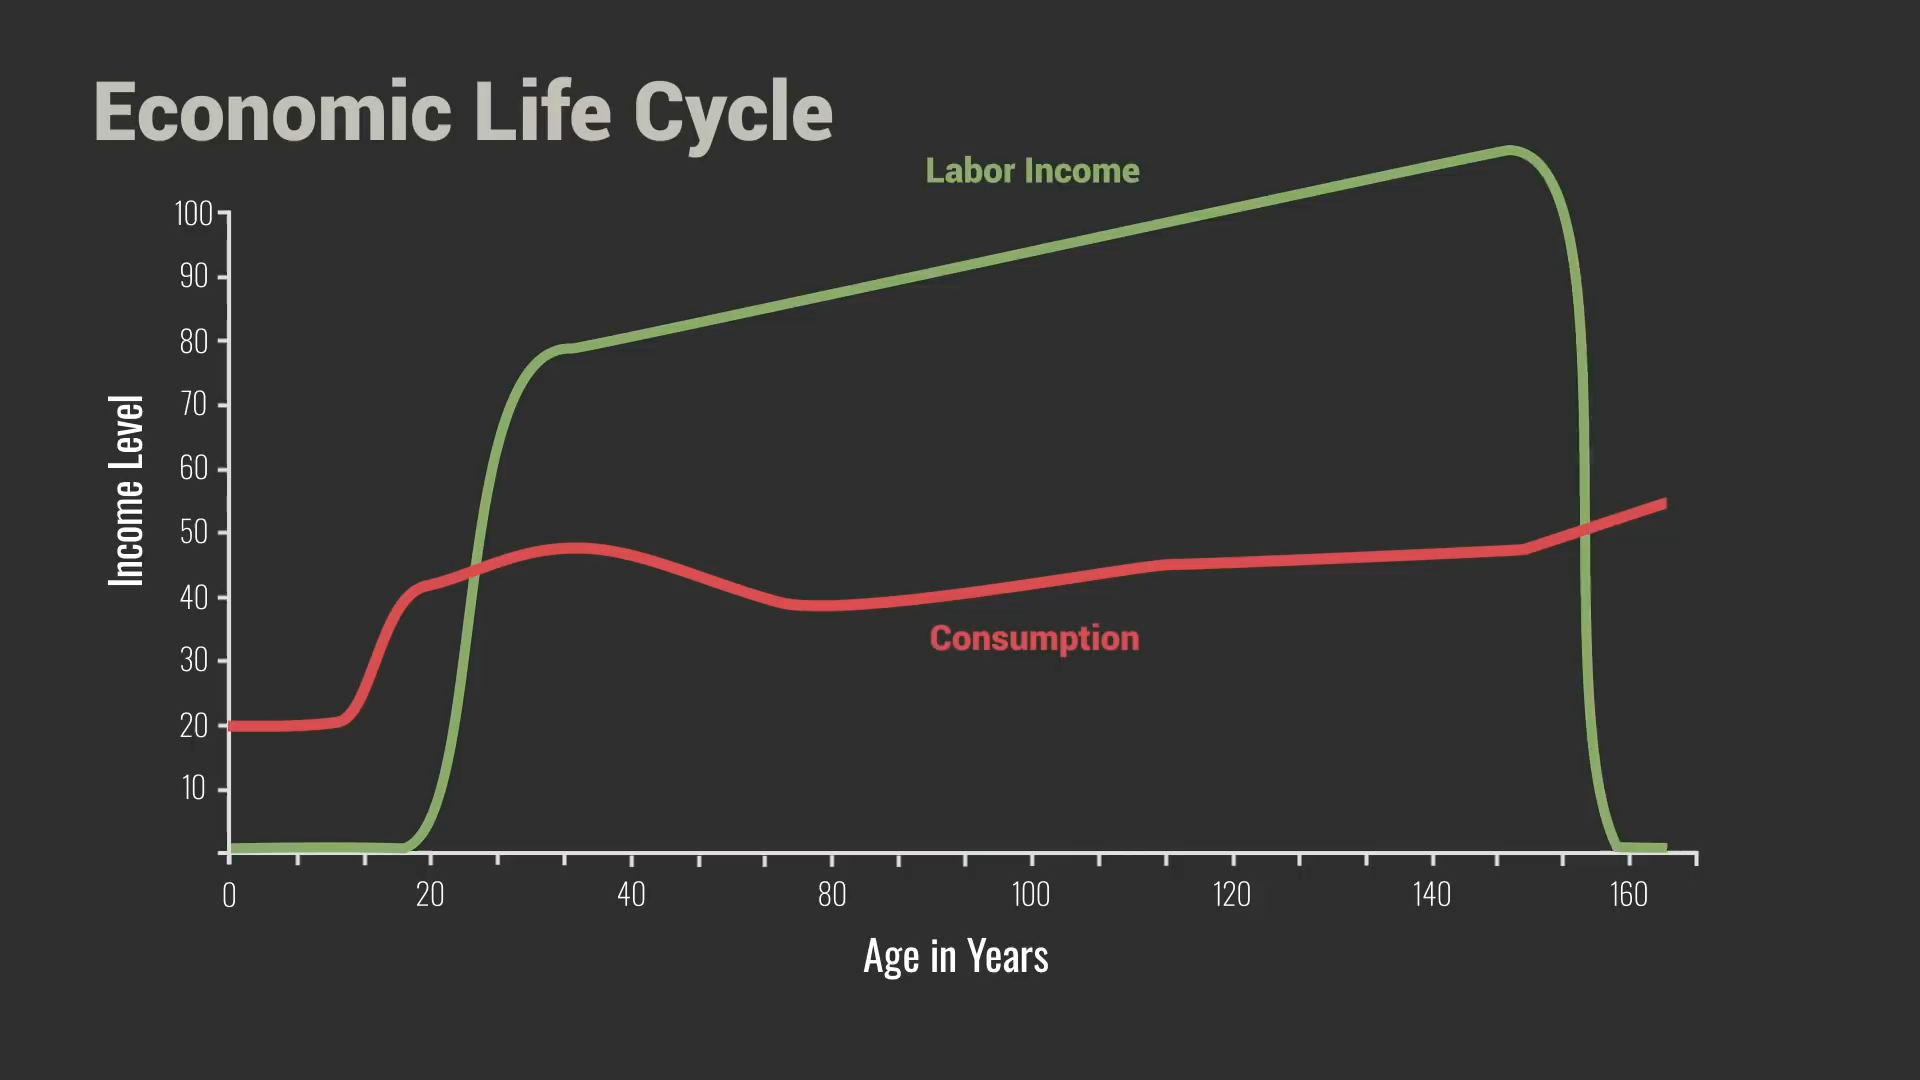 Economic Life Cycle
Labor Income
100
90
80
70
60
50
40
30
20
10
Income Level
Consumption
0 20 40 80 100 120 140 160
Age in Years